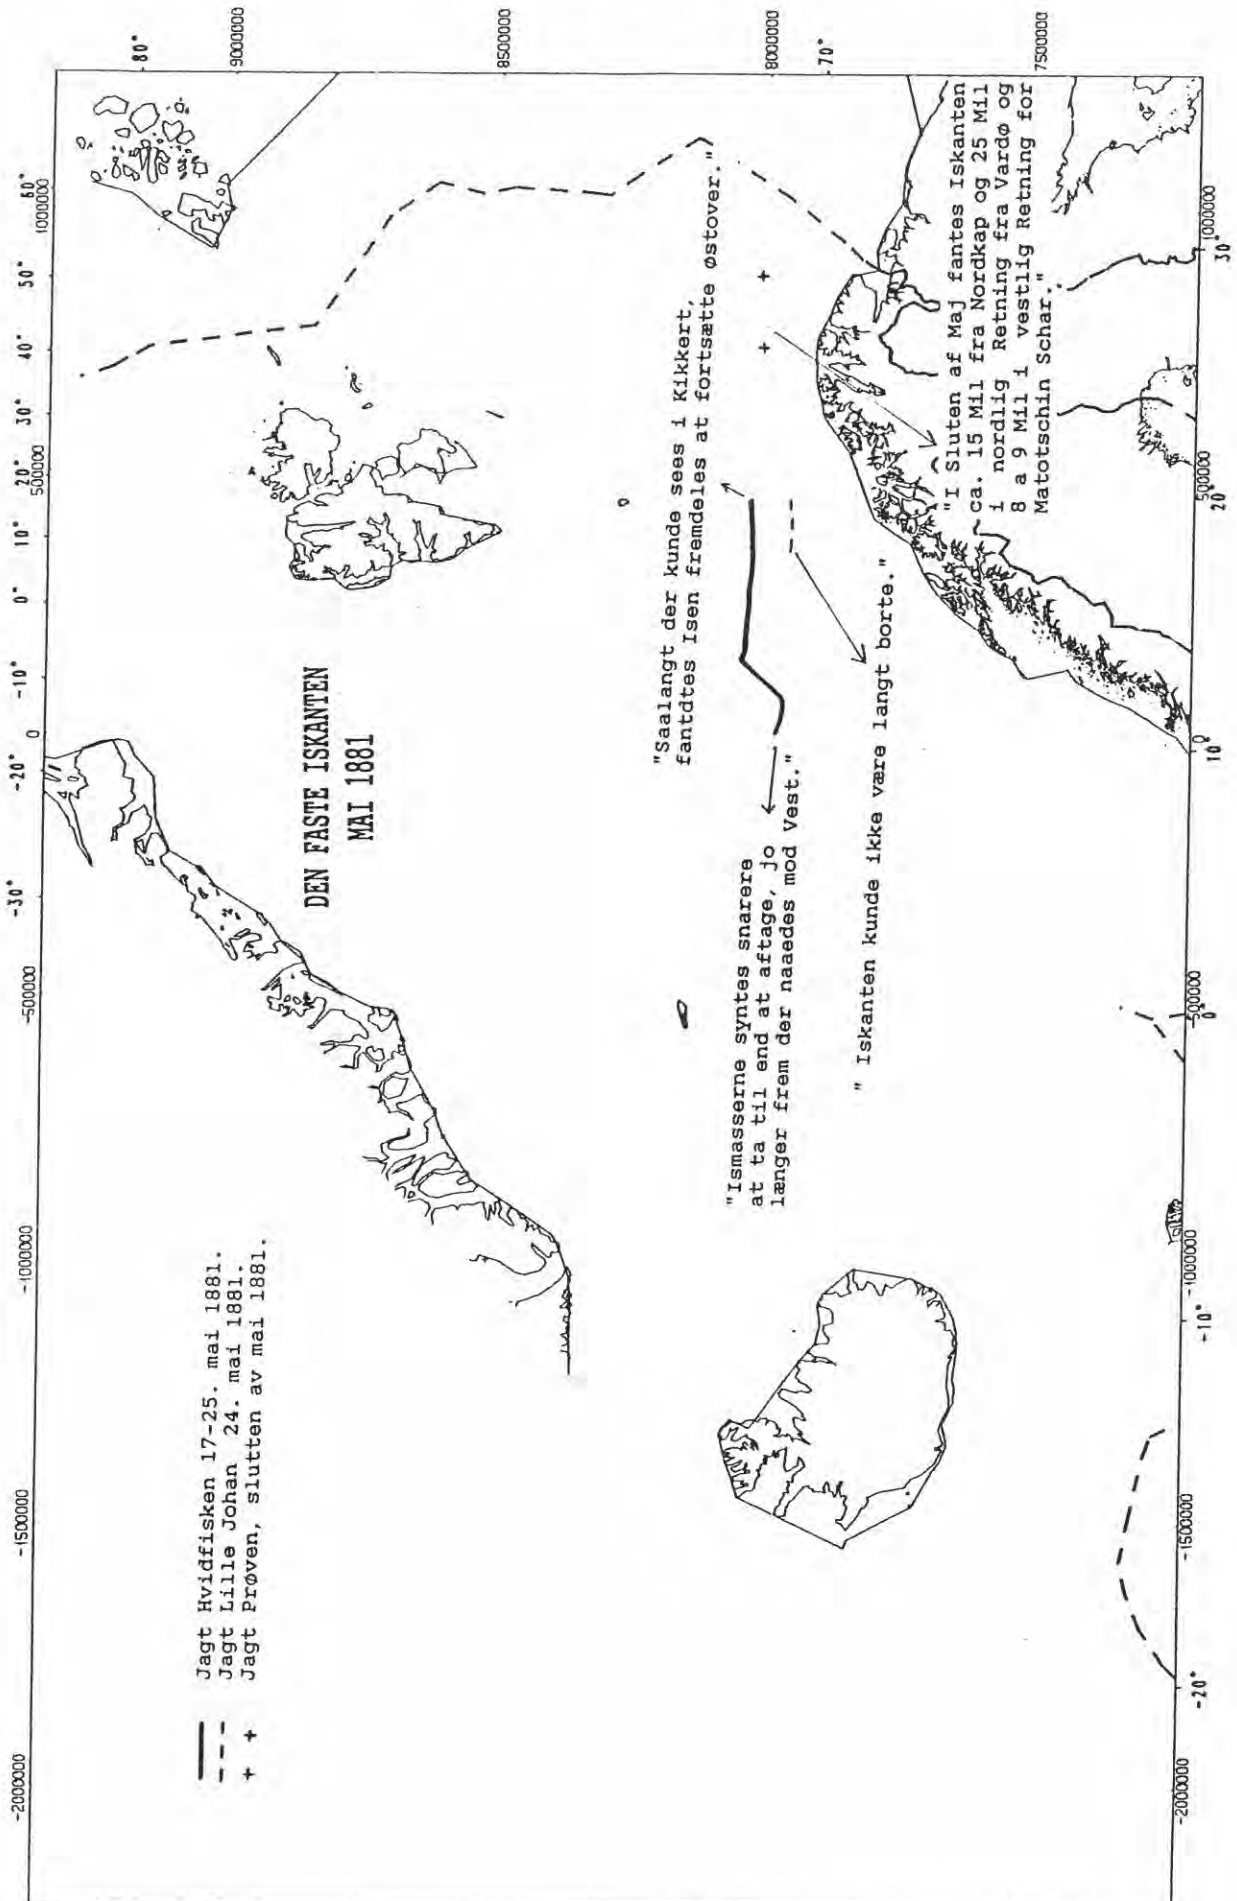 DEN FASTE ISKANTEN
MAI 1881
Jagt Hvidfisken 17-25. mai 1881.
Jagt Lille Johan 24. mai 1881.
Jagt Prøven, slutten av mai 1881.
"Saalangt der kunde sees i Kikkert,
fantdtes Isen fremdeles at fortsætte østover."
"Ismasserne syntes snarere
at ta til end at aftage, jo
længer frem der naaedes mod Vest."
" Iskanten kunde ikke være langt borte."
"I Sluten af Maj fantes Iskanten
ca. 15 Mil fra Nordkap og 25 Mil
i nordlig Retning fra Vardø og
8 a 9 Mil i vestlig Retning for
Matotschin Schar."
-2000000
-1500000
-1000000
-500000
0
500000
1000000
-30°
-20°
-10°
0°
10°
20°
30°
40°
50°
60°
80°
9000000
8500000
8000000
70°
7500000
-2000000
-1500000
-1000000
-500000
0
500000
1000000
-20°
-10°
0°
10°
20°
30°